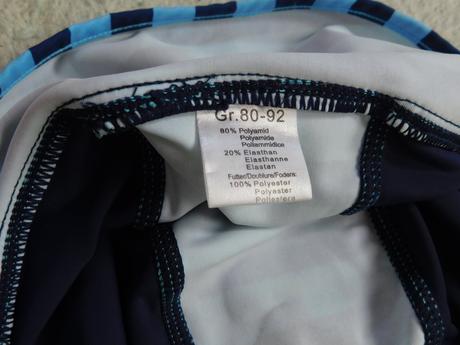 Gr.80-92
80% Polyamid
Polyamide
Poliammidice
20% Elasthan
Elasthanne
Elastan
Futter/Doublure/Fodera:
100% Polyester
Polyester
Poliestere